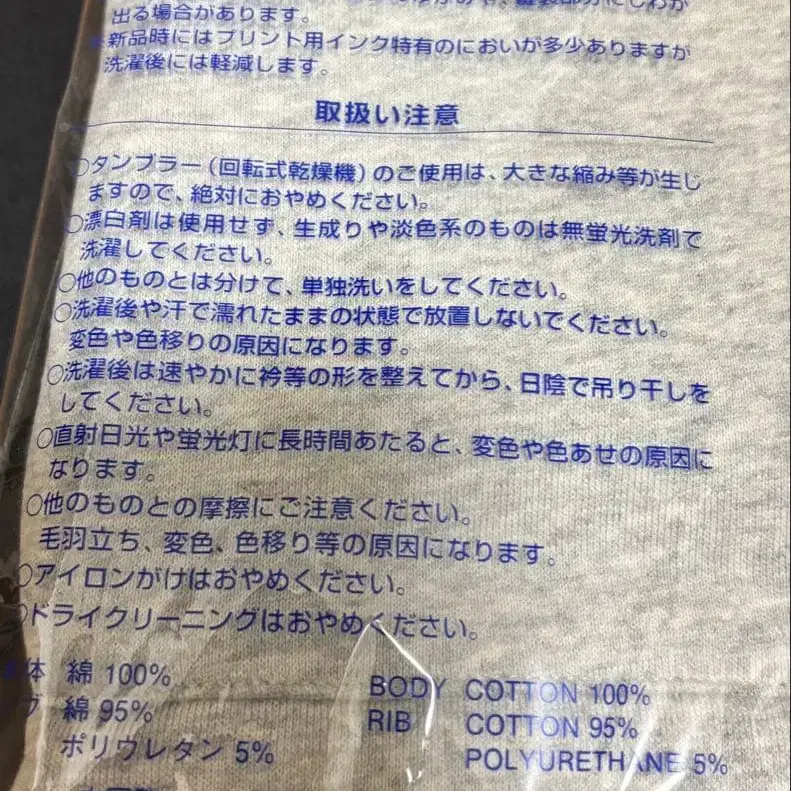 出る場合があります。
新品時にはプリント用インク特有のにおいが多少ありますが
洗濯後には軽減します。
取扱い注意
○タンブラー(回転式乾燥機)のご使用は、大きな縮み等が生じ
ますので、絶対におやめください。
○漂白剤は使用せず、生成りや淡色系のものは無蛍光洗剤で
洗濯してください。
○他のものとは分けて、単独洗いをしてください。
○洗濯後や汗で濡れたままの状態で放置しないでください。
変色や色移りの原因になります。
○洗濯後は速やかに衿等の形を整えてから、日陰で吊り干しを
してください。
○直射日光や蛍光灯に長時間あたると、変色や色あせの原因に
なります。
○他のものとの摩擦にご注意ください。
毛羽立ち、変色、色移り等の原因になります。
○アイロンがけはおやめください。
○ドライクリーニングはおやめください。
体 綿 100% BODY COTTON 100%
ブ 綿 95% RIB COTTON 95%
ポリウレタン 5% POLYURETHANE 5%